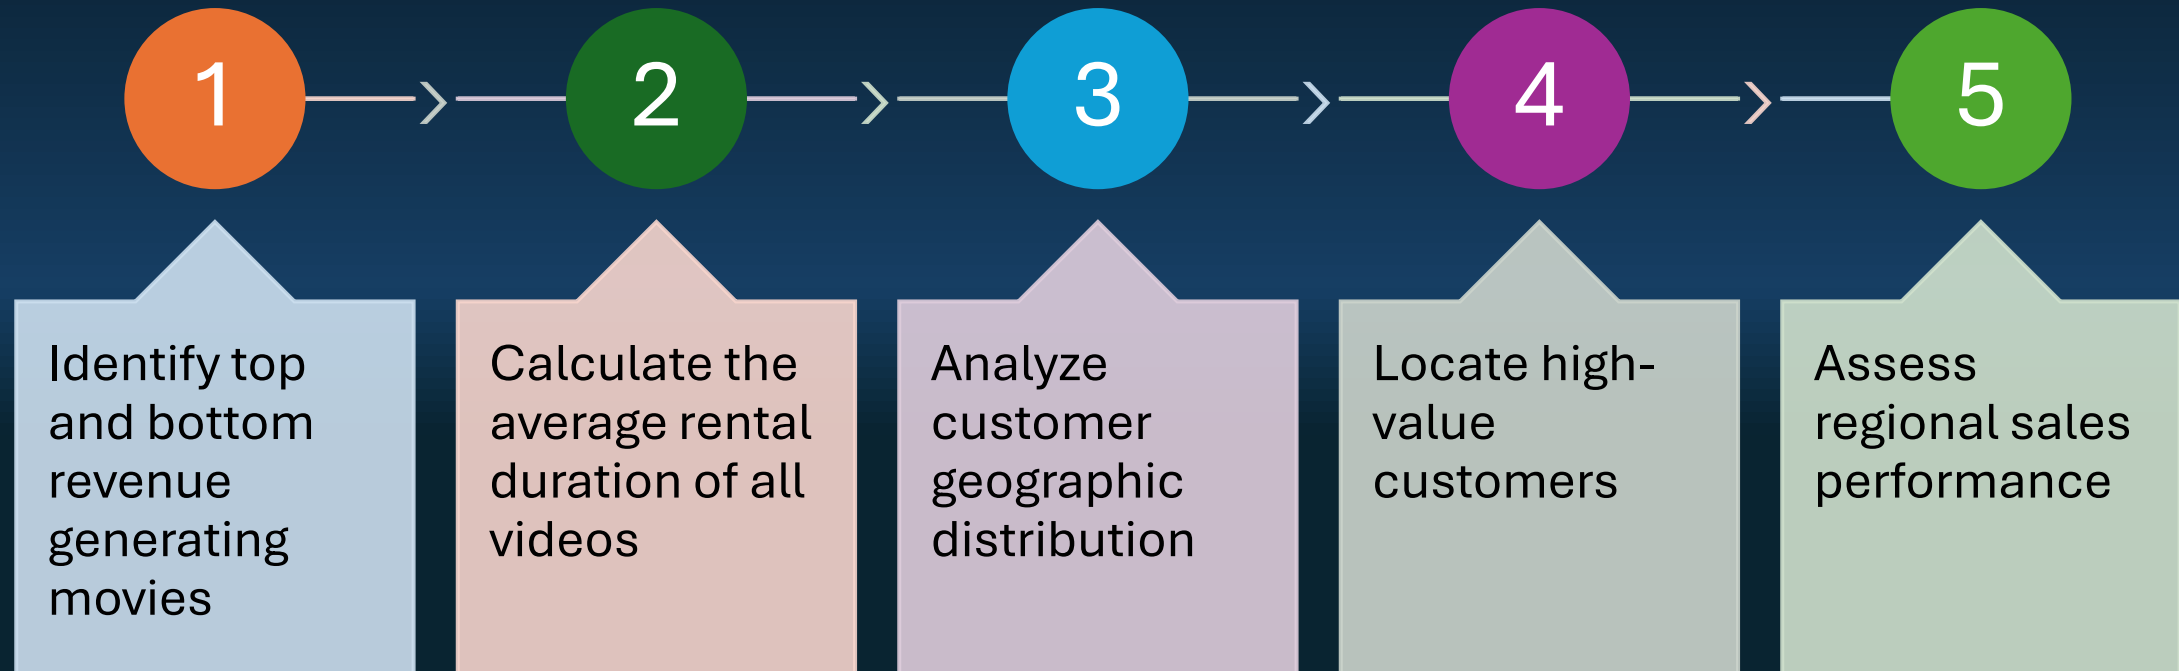 1
2
3
4
5
Identify top
and bottom
revenue
generating
movies
Calculate the
average rental
duration of all
videos
Analyze
customer
geographic
distribution
Locate high-
value
customers
Assess
regional sales
performance